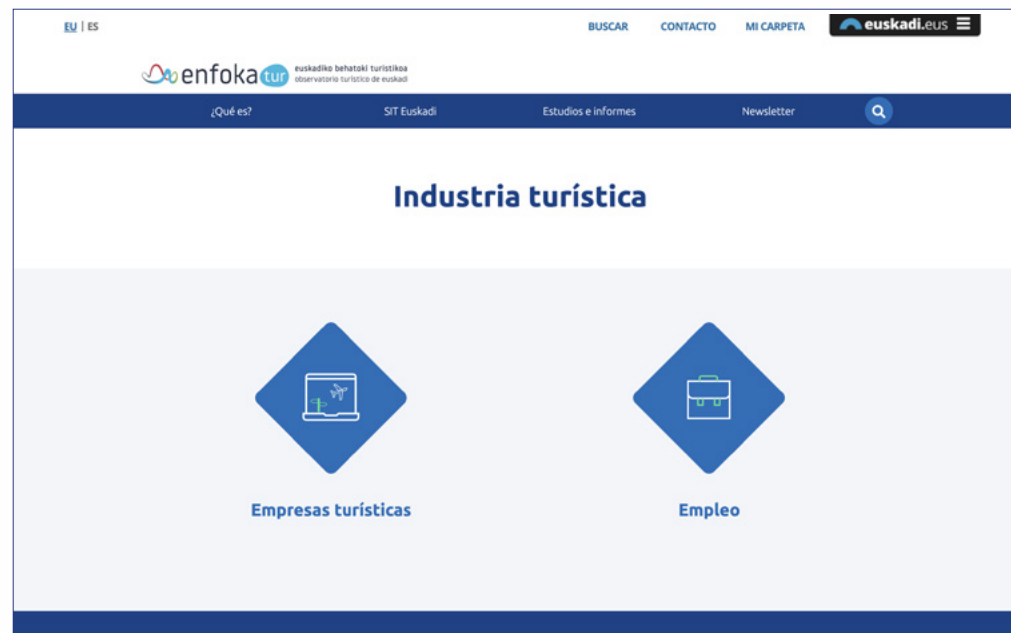 EU | ES
BUSCAR CONTACTO MI CARPETA euskadi.eus
enfokatur euskadiko behatoki turistikoa
observatorio turístico de euskadi
¿Qué es? SIT Euskadi Estudios e informes Newsletter
Industria turística
Empresas turísticas Empleo